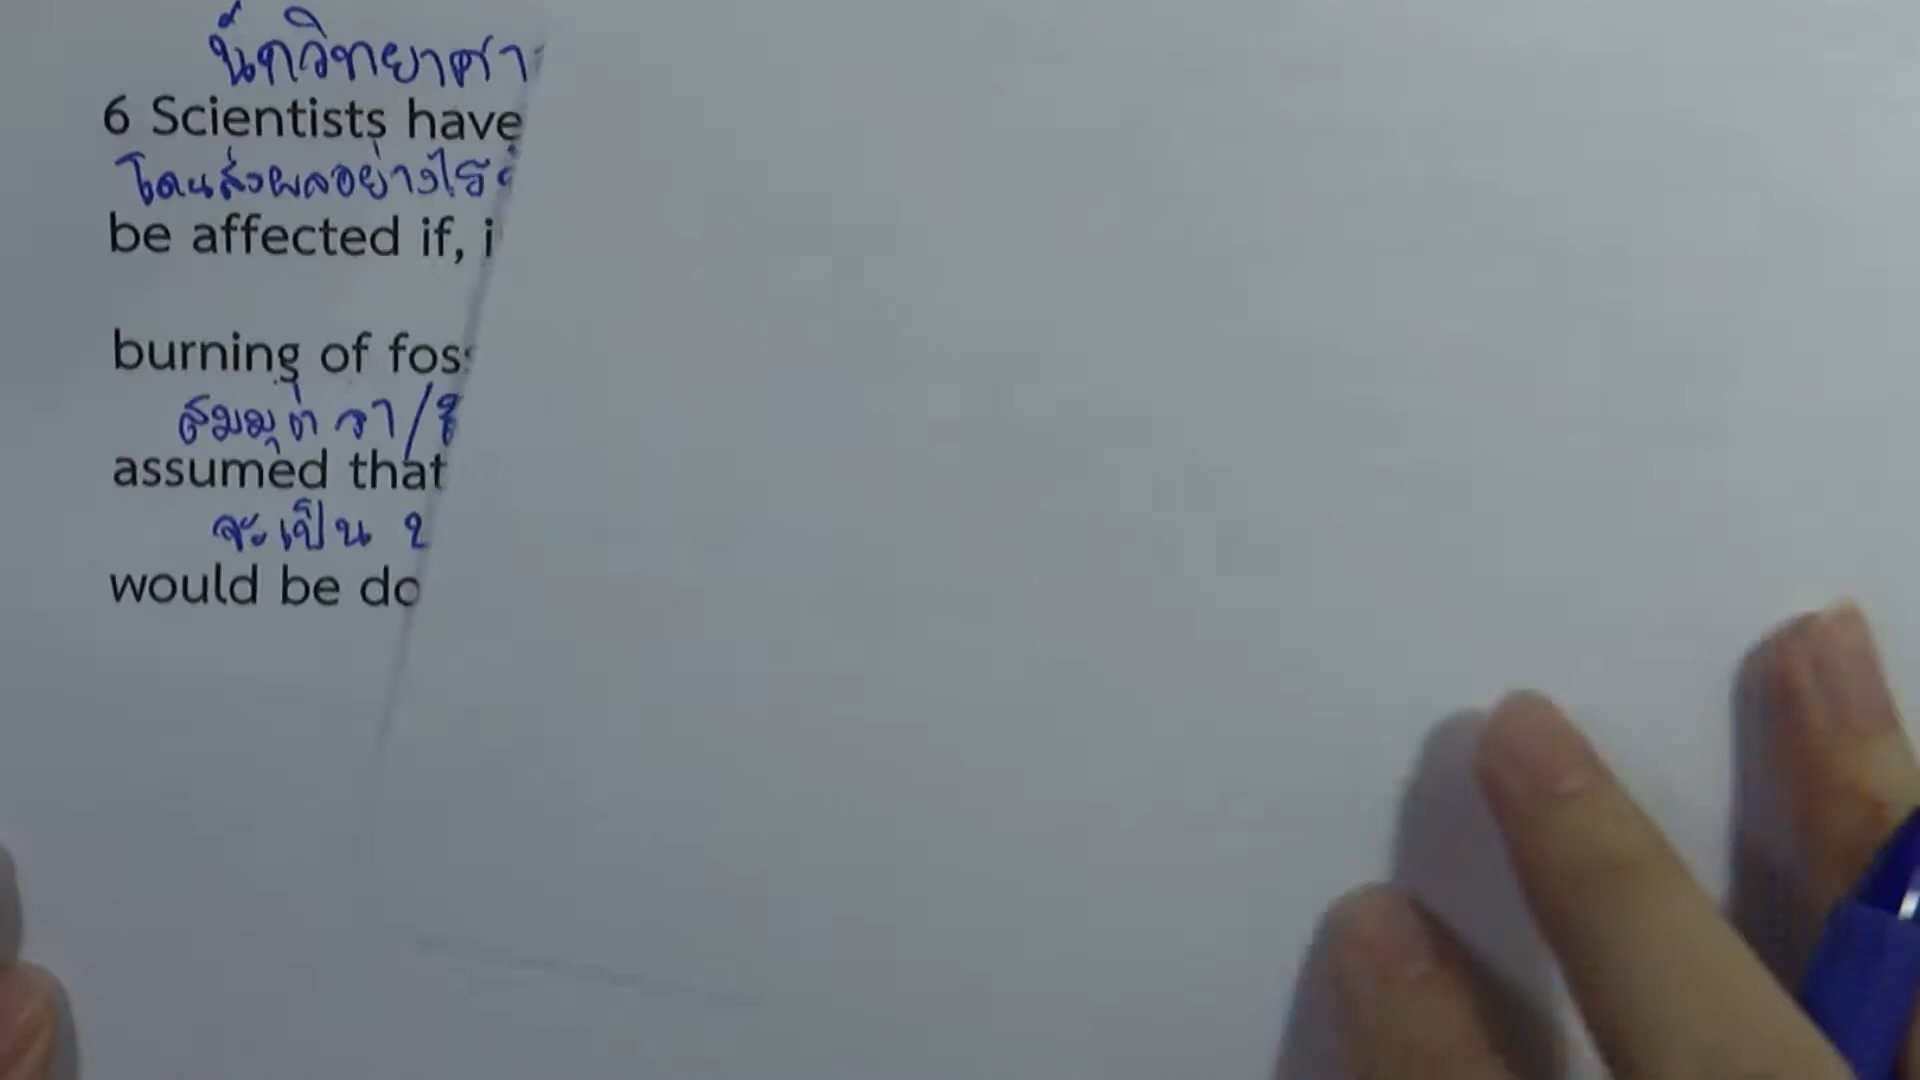 นักวิทยาศา
6 Scientists have
โดนส่งผลอย่างไร
be affected if, i
burning of fos
สมมุติ ว่า/
assumed that
จะเป็น 2
would be do